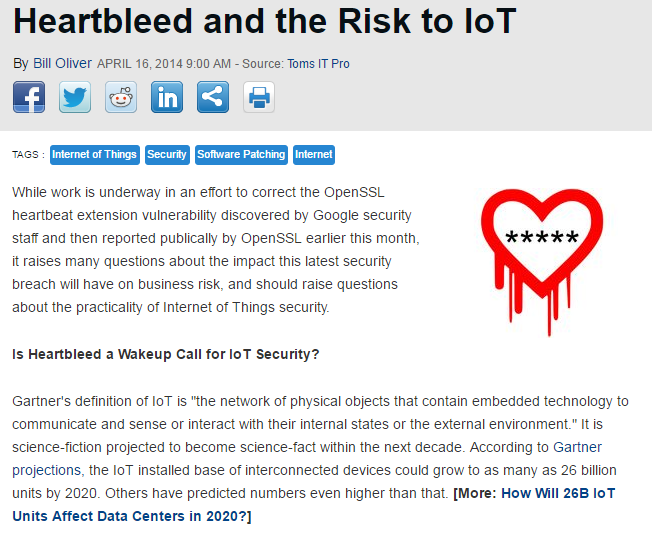 Heartbleed and the Risk to IoT
By Bill Oliver APRIL 16, 2014 9:00 AM - Source: Toms IT Pro
f
in
TAGS : Internet of Things Security Software Patching Internet
While work is underway in an effort to correct the OpenSSL
heartbeat extension vulnerability discovered by Google security
staff and then reported publically by OpenSSL earlier this month,
it raises many questions about the impact this latest security
breach will have on business risk, and should raise questions
about the practicality of Internet of Things security.
*****
Is Heartbleed a Wakeup Call for IoT Security?
Gartner's definition of IoT is "the network of physical objects that contain embedded technology to
communicate and sense or interact with their internal states or the external environment." It is
science-fiction projected to become science-fact within the next decade. According to Gartner
projections, the IoT installed base of interconnected devices could grow to as many as 26 billion
units by 2020. Others have predicted numbers even higher than that. [More: How Will 26B IoT
Units Affect Data Centers in 2020?]